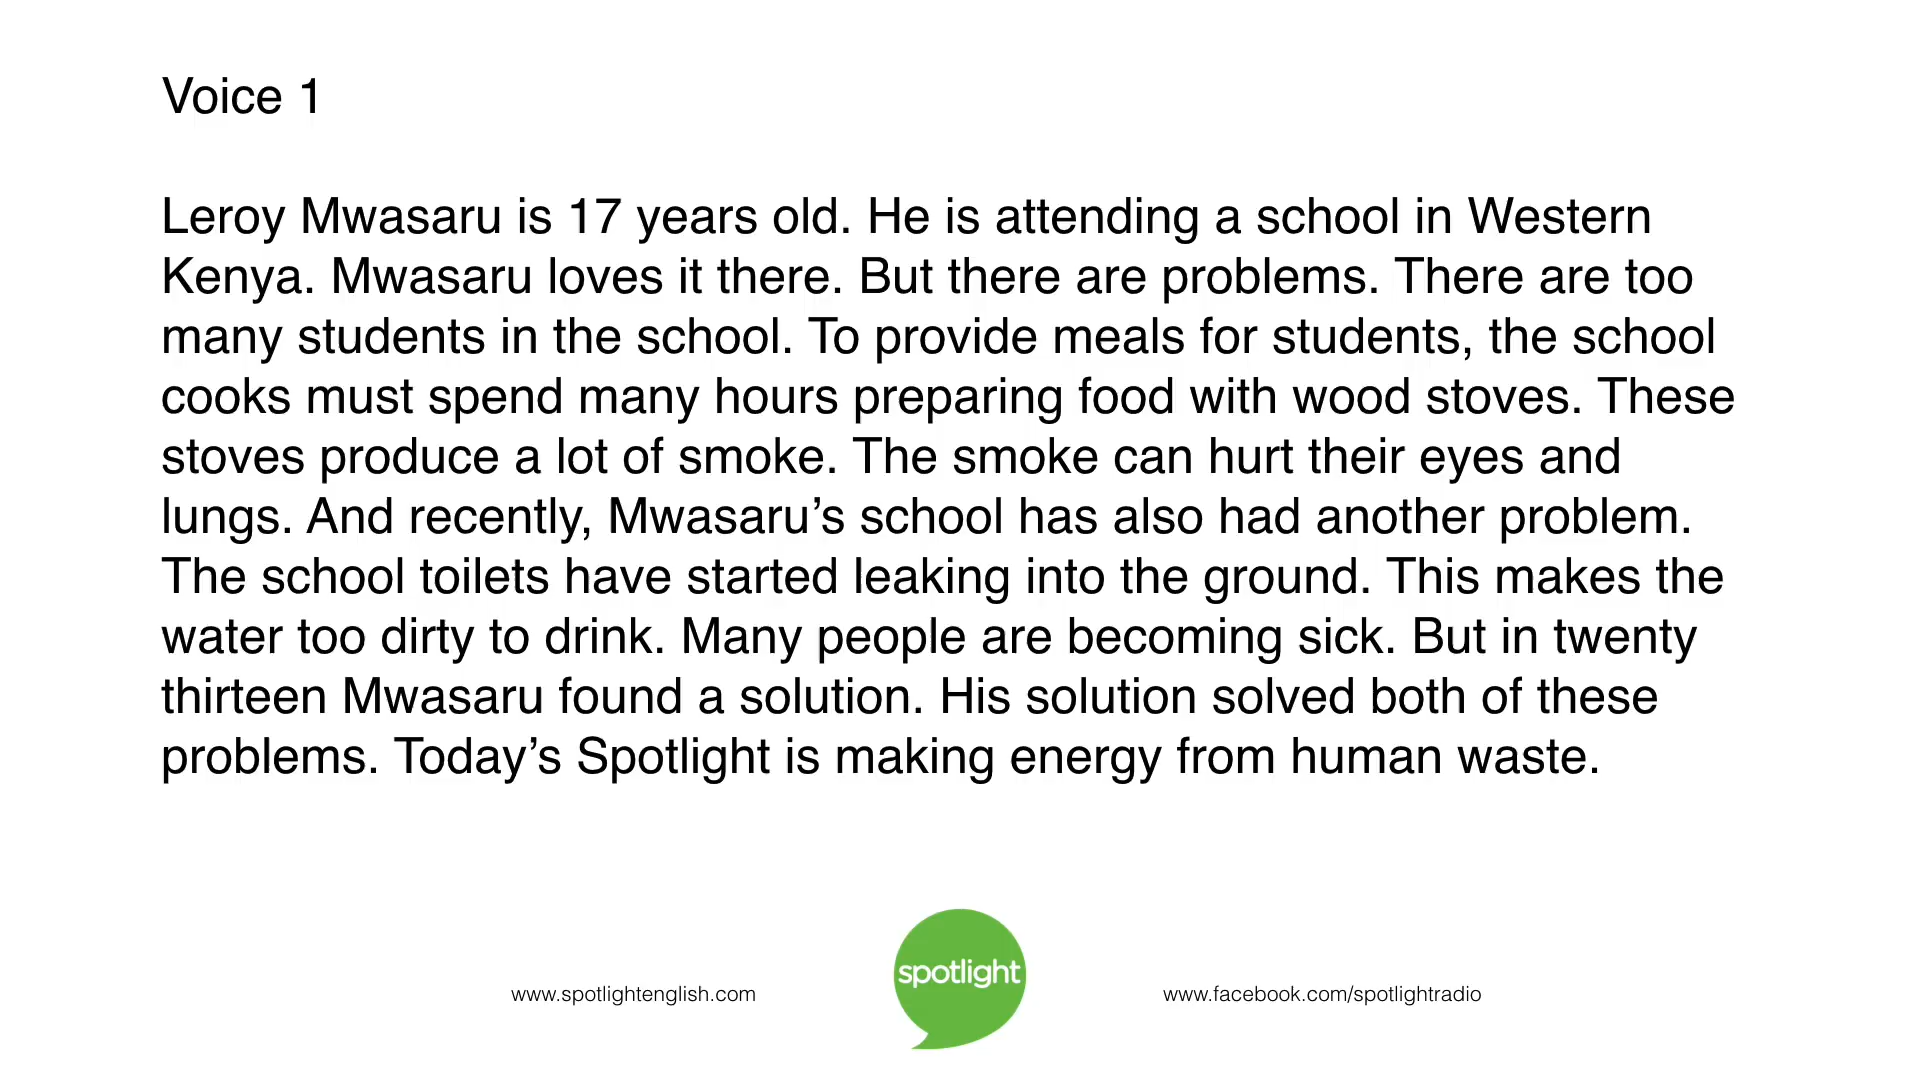 Voice 1
Leroy Mwasaru is 17 years old. He is attending a school in Western
Kenya. Mwasaru loves it there. But there are problems. There are too
many students in the school. To provide meals for students, the school
cooks must spend many hours preparing food with wood stoves. These
stoves produce a lot of smoke. The smoke can hurt their eyes and
lungs. And recently, Mwasaru’s school has also had another problem.
The school toilets have started leaking into the ground. This makes the
water too dirty to drink. Many people are becoming sick. But in twenty
thirteen Mwasaru found a solution. His solution solved both of these
problems. Today’s Spotlight is making energy from human waste.
www.spotlightenglish.com
spotlight
www.facebook.com/spotlightradio